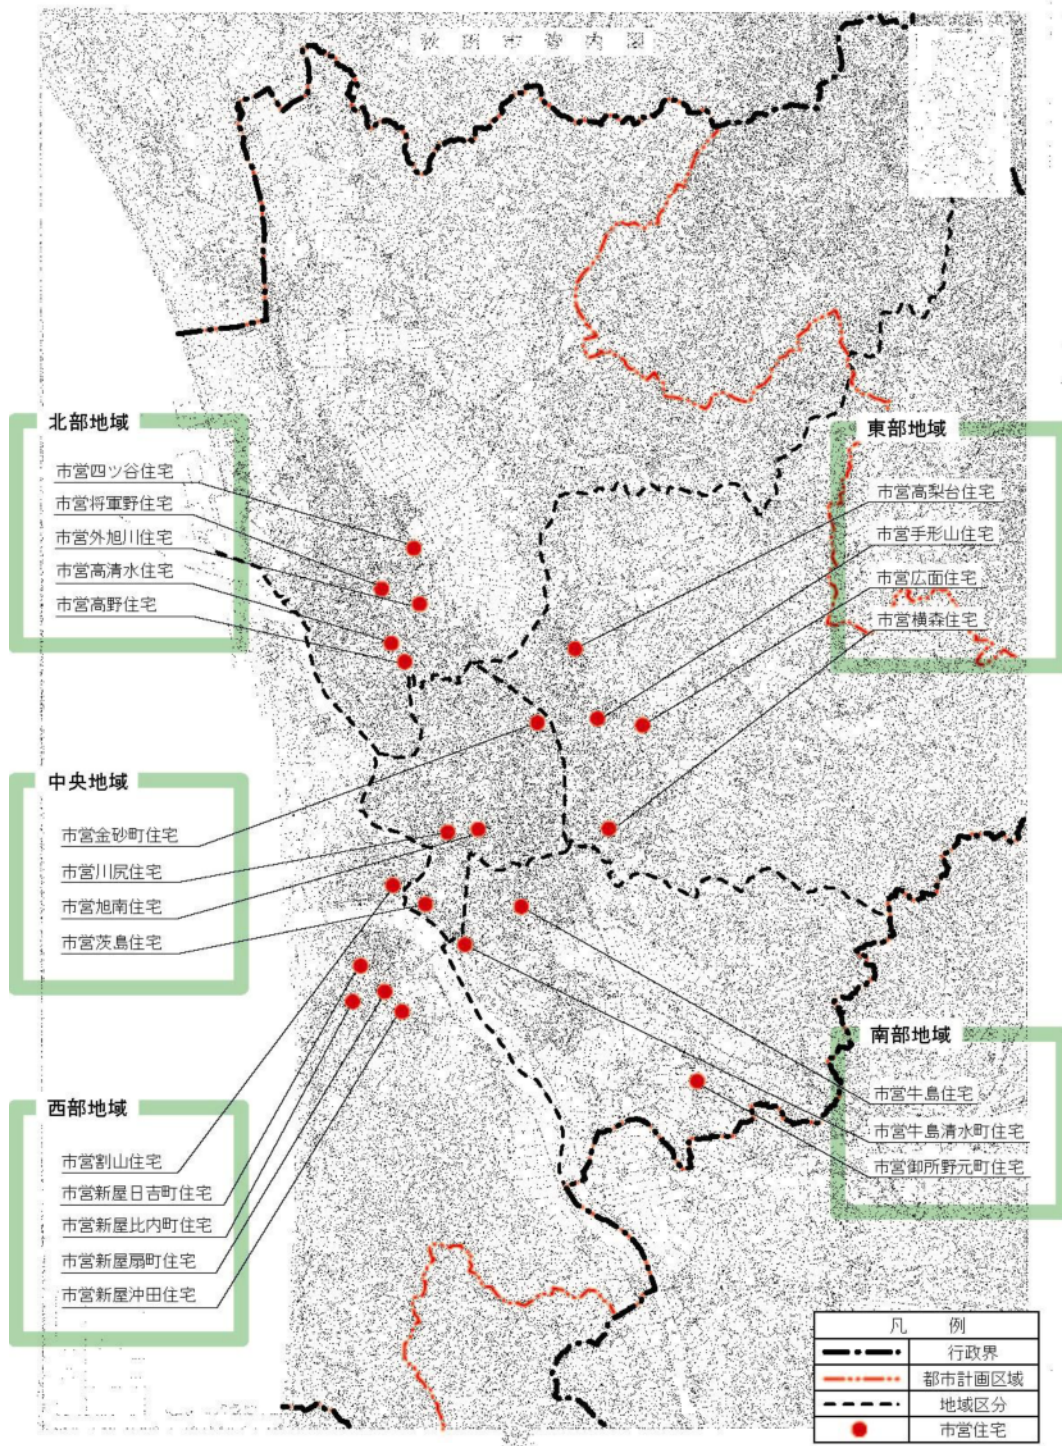 北部地域
市営四ツ谷住宅
市営将軍野住宅
市営外旭川住宅
市営高清水住宅
市営高野住宅
東部地域
市営高梨台住宅
市営手形山住宅
市営広面住宅
市営横森住宅
中央地域
市営金砂町住宅
市営川尻住宅
市営旭南住宅
市営茨島住宅
南部地域
市営牛島住宅
市営牛島清水町住宅
市営御所野元町住宅
西部地域
市営割山住宅
市営新屋日吉町住宅
市営新屋比内町住宅
市営新屋扇町住宅
市営新屋沖田住宅
凡 例
行政界
都市計画区域
地域区分
市営住宅